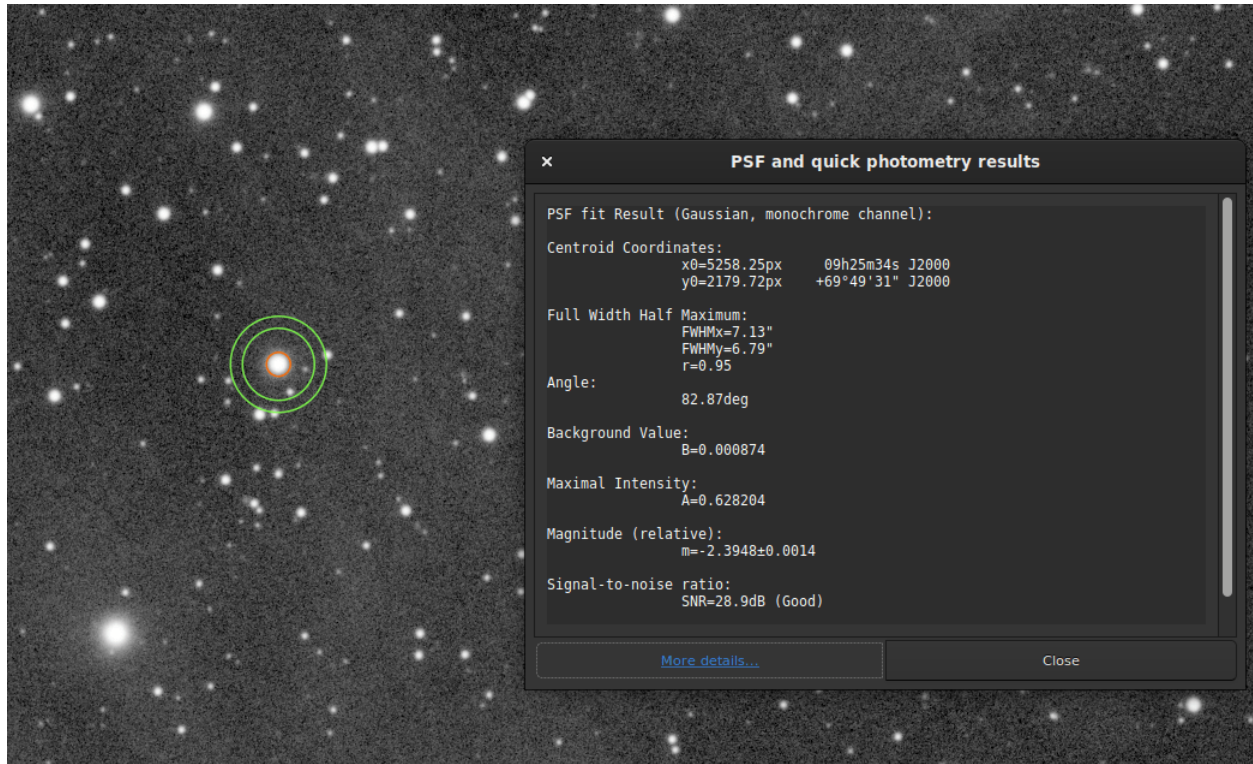 PSF and quick photometry results
PSF fit Result (Gaussian, monochrome channel):
Centroid Coordinates:
x0=5258.25px 09h25m34s J2000
y0=2179.72px +69°49'31" J2000
Full Width Half Maximum:
FWHMx=7.13"
FWHMy=6.79"
r=0.95
Angle:
82.87deg
Background Value:
B=0.000874
Maximal Intensity:
A=0.628204
Magnitude (relative):
m=-2.3948±0.0014
Signal-to-noise ratio:
SNR=28.9dB (Good)
More details...
Close